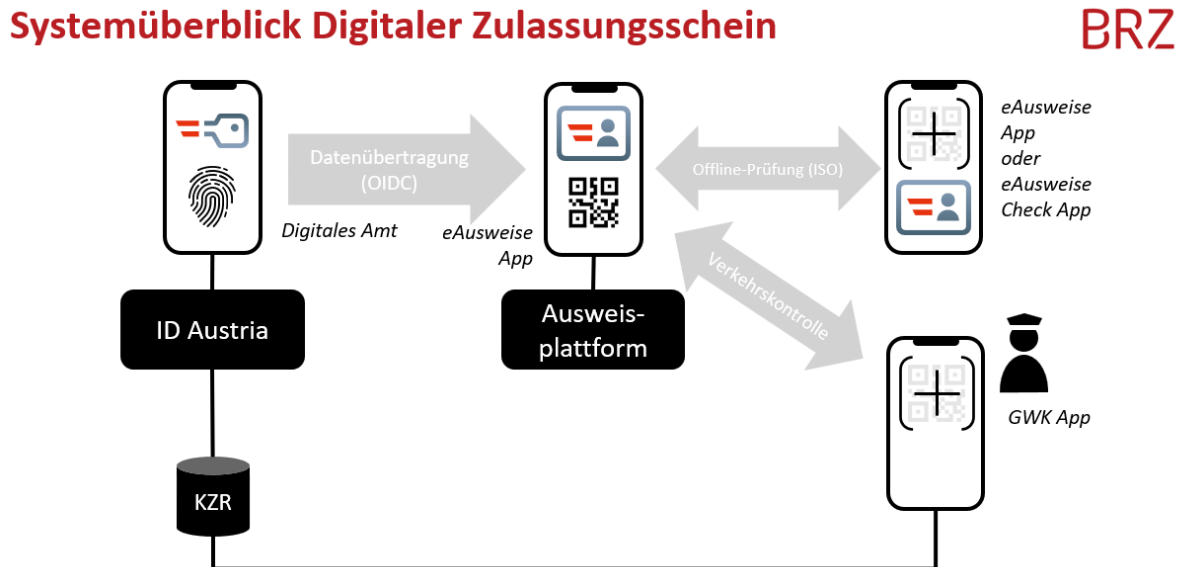 Systemüberblick Digitaler Zulassungsschein
BRZ
Datenübertragung
(OIDC)
Digitales Amt
eAusweise
App
Offline-Prüfung (ISO)
eAusweise
App
oder
eAusweise
Check App
Verkehrskontrolle
ID Austria
Ausweis-
plattform
GWK App
KZR